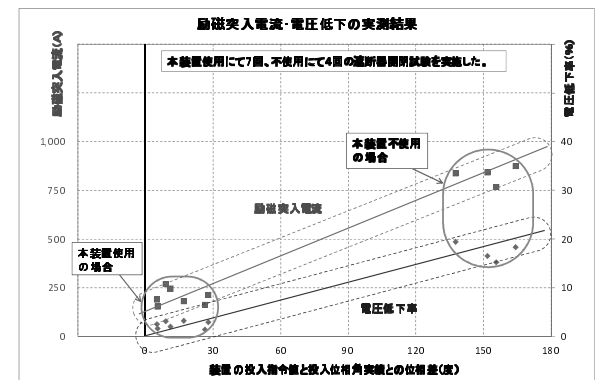 励磁突入電流・電圧低下の実測結果
本装置使用にて7回、不使用にて4回の遮断器開閉試験を実施した。
励磁突入電流(A)
電圧低下率(%)
1,000
750
500
250
0
40
30
20
10
0
本装置不使用
の場合
励磁突入電流
本装置使用
の場合
電圧低下率
0
30
60
90
120
150
180
装置の投入指令値と投入位相角実績との位相差(度)